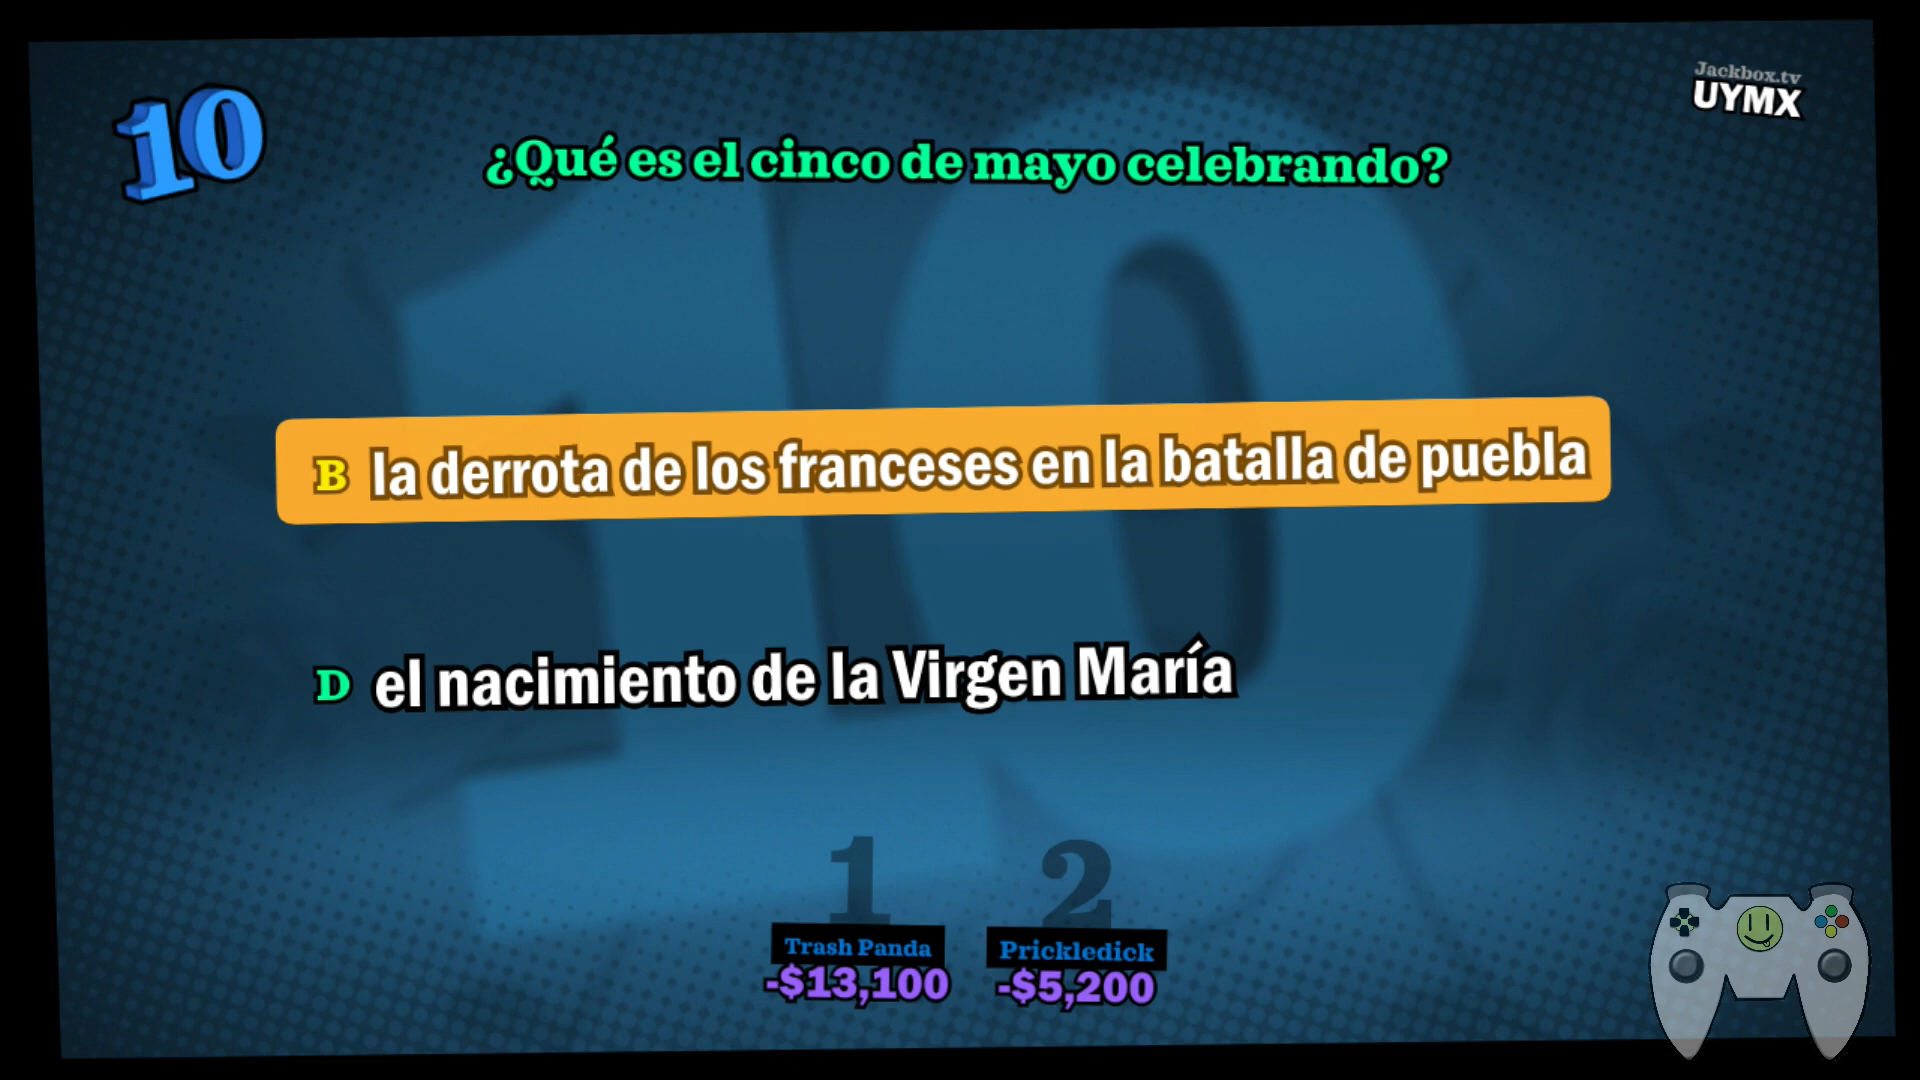 10
Jackbox.tv
UYMX
¿Qué es el cinco de mayo celebrando?
B la derrota de los franceses en la batalla de puebla
D el nacimiento de la Virgen María
1 2
Trash Panda Prickledick
-$13,100 -$5,200